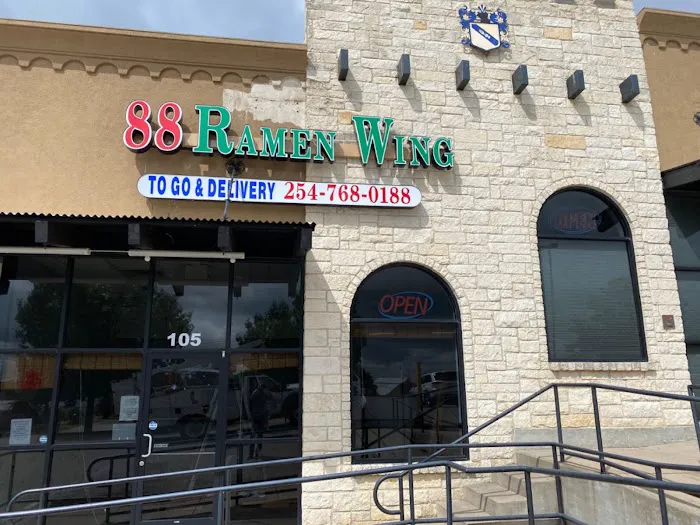 88 RAMEN WING
TO GO & DELIVERY 254-768-0188
OPEN
105